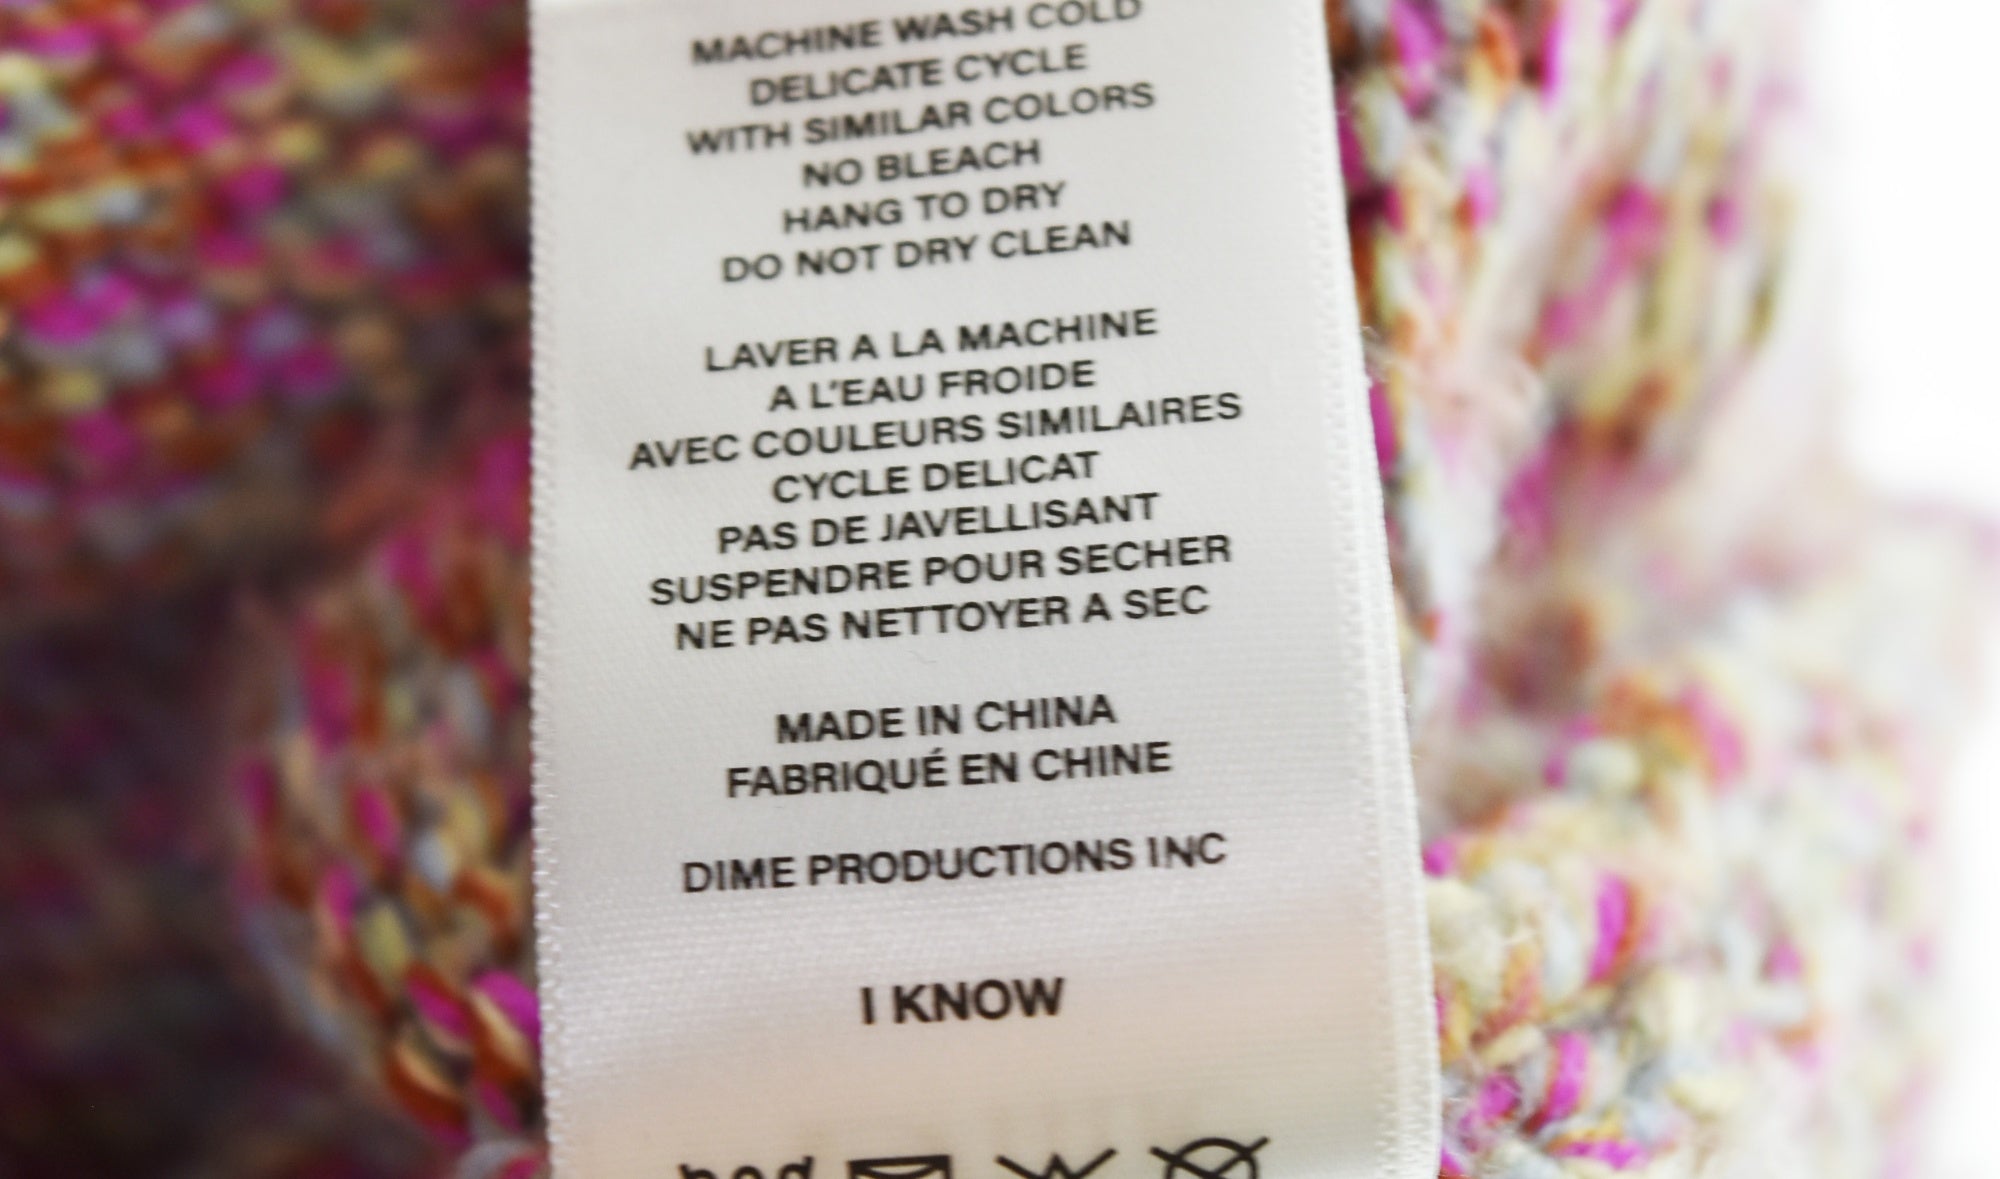 MACHINE WASH COLD
DELICATE CYCLE
WITH SIMILAR COLORS
NO BLEACH
HANG TO DRY
DO NOT DRY CLEAN
LAVER A LA MACHINE
A L'EAU FROIDE
AVEC COULEURS SIMILAIRES
CYCLE DELICAT
PAS DE JAVELLISANT
SUSPENDRE POUR SECHER
NE PAS NETTOYER A SEC
MADE IN CHINA
FABRIQUÉ EN CHINE
DIME PRODUCTIONS INC
I KNOW